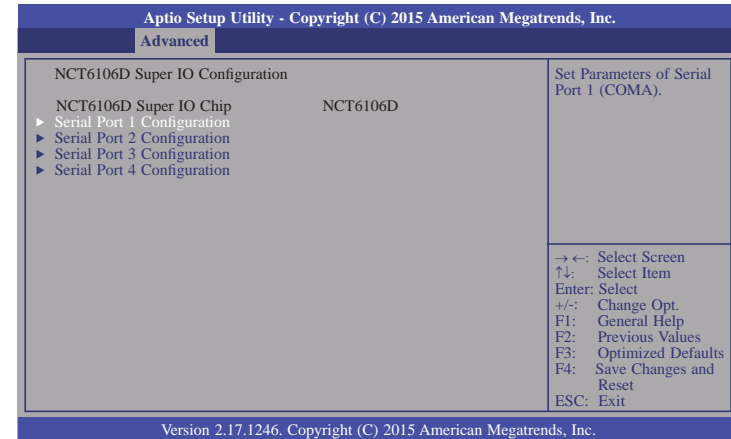 Aptio Setup Utility - Copyright (C) 2015 American Megatrends, Inc.
Advanced
NCT6106D Super IO Configuration
NCT6106D Super IO Chip NCT6106D
► Serial Port 1 Configuration
► Serial Port 2 Configuration
► Serial Port 3 Configuration
► Serial Port 4 Configuration
Set Parameters of Serial
Port 1 (COMA).
→←: Select Screen
↑↓: Select Item
Enter: Select
+/-: Change Opt.
F1: General Help
F2: Previous Values
F3: Optimized Defaults
F4: Save Changes and
Reset
ESC: Exit
Version 2.17.1246. Copyright (C) 2015 American Megatrends, Inc.